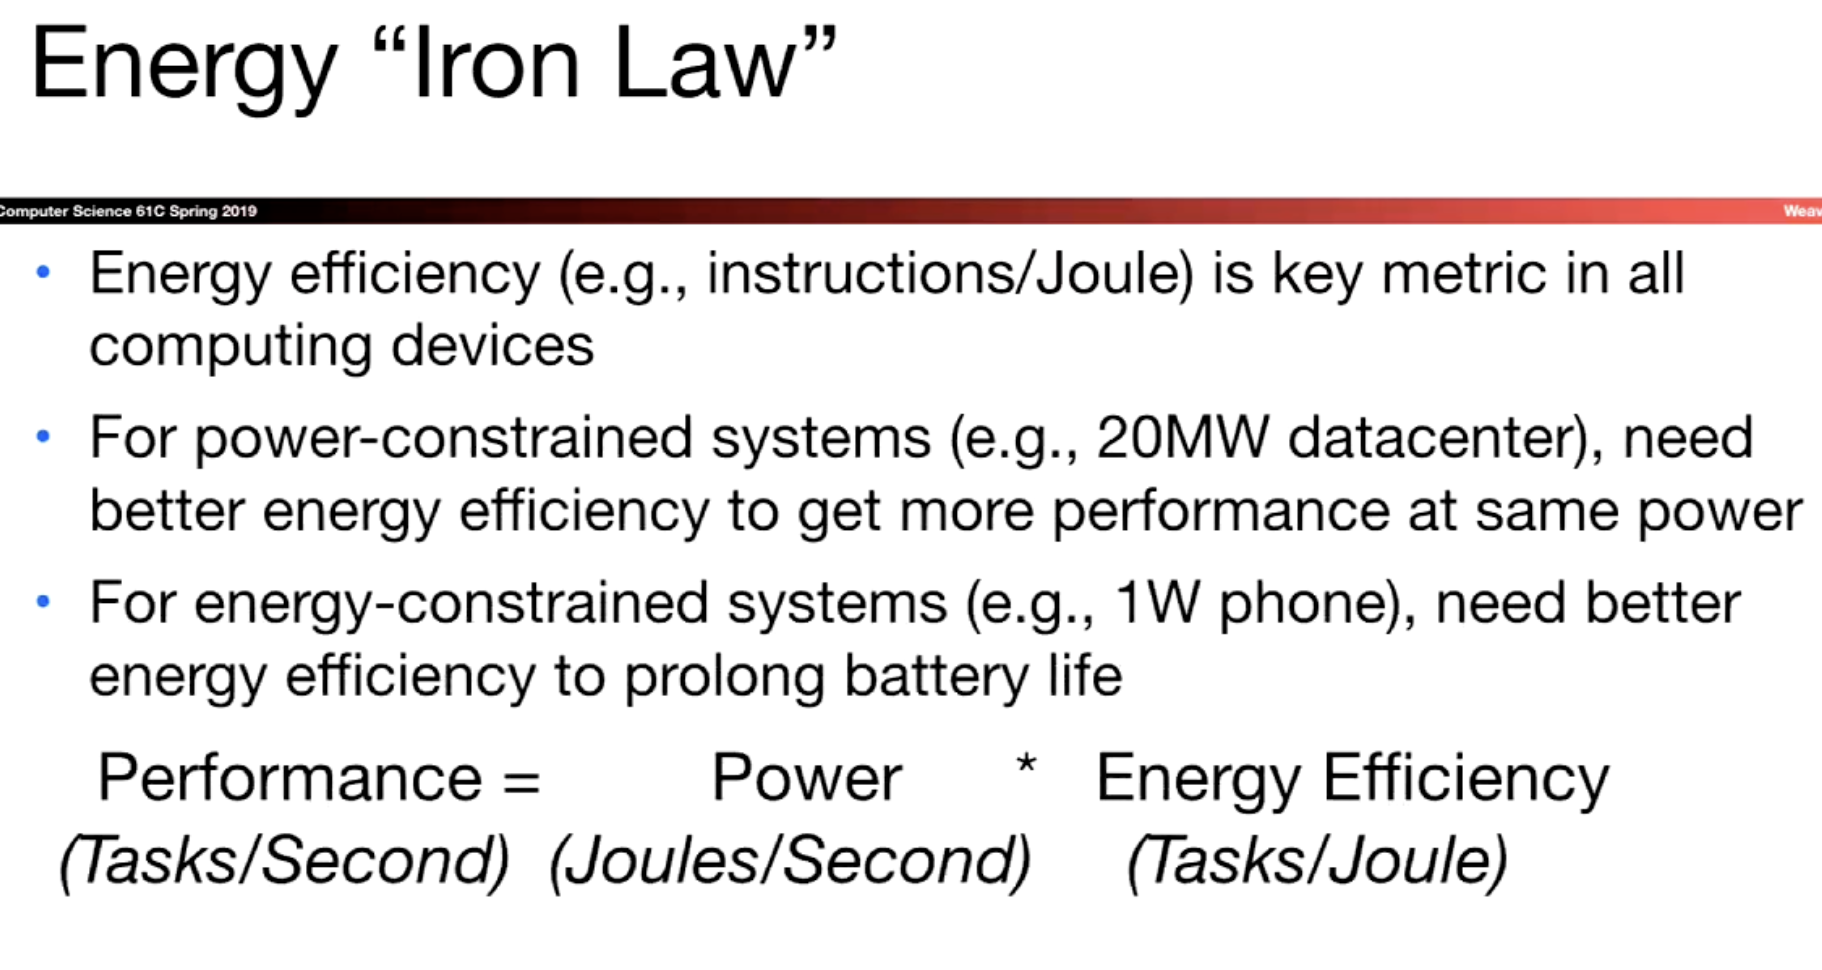 Energy “Iron Law”
Computer Science 61C Spring 2019
• Energy efficiency (e.g., instructions/Joule) is key metric in all
computing devices
• For power-constrained systems (e.g., 20MW datacenter), need
better energy efficiency to get more performance at same power
• For energy-constrained systems (e.g., 1W phone), need better
energy efficiency to prolong battery life
Performance = Power * Energy Efficiency
(Tasks/Second) (Joules/Second) (Tasks/Joule)